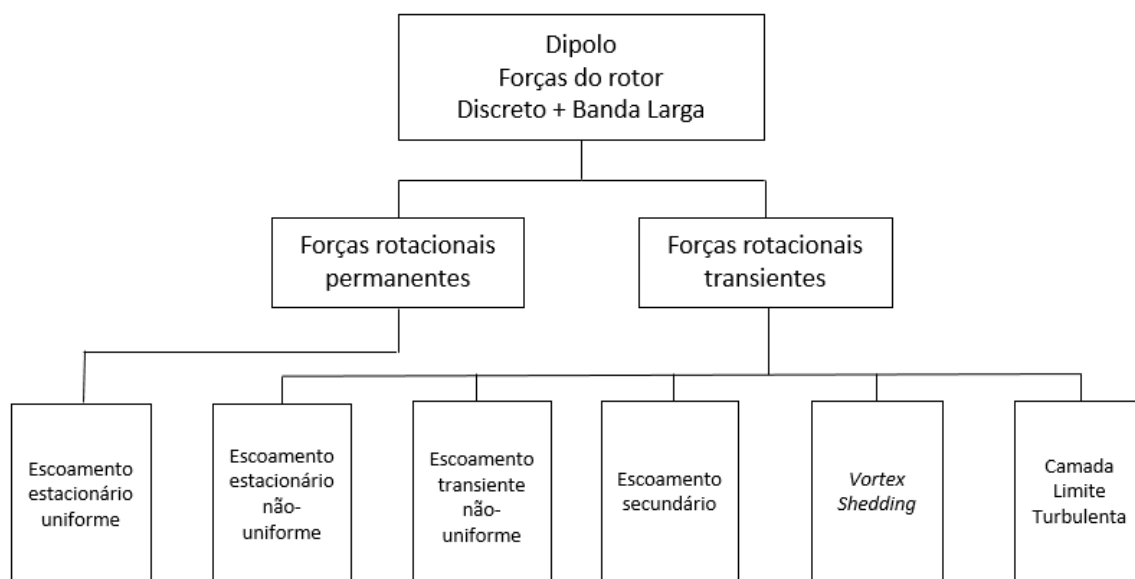 Dipolo
Forças do rotor
Discreto + Banda Larga
Forças rotacionais
permanentes
Forças rotacionais
transientes
Escoamento
estacionário
uniforme
Escoamento
estacionário
não-
uniforme
Escoamento
transiente
não-
uniforme
Escoamento
secundário
Vortex
Shedding
Camada
Limite
Turbulenta